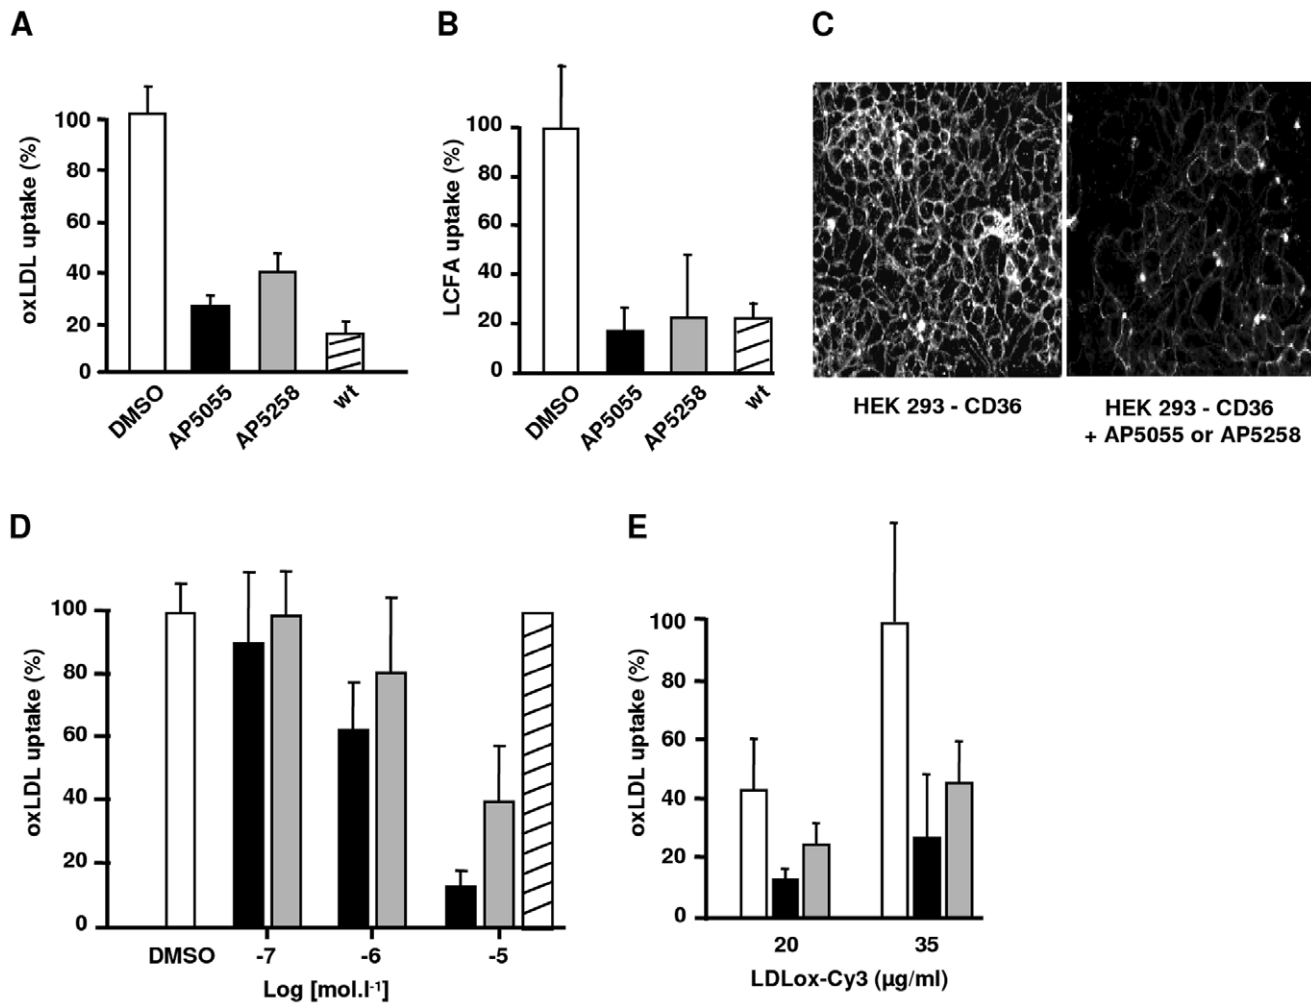 A
oxLDL uptake (%)
100
80
60
40
20
0
DMSO
AP5055
AP5258
wt
B
LCFA uptake (%)
100
80
60
40
20
0
DMSO
AP5055
AP5258
wt
C
HEK 293 - CD36
HEK 293 - CD36
+ AP5055 or AP5258
D
oxLDL uptake (%)
100
80
60
40
20
0
DMSO
-7
-6
-5
Log [mol.l⁻¹]
E
oxLDL uptake (%)
100
80
60
40
20
0
20
35
LDLox-Cy3 (µg/ml)